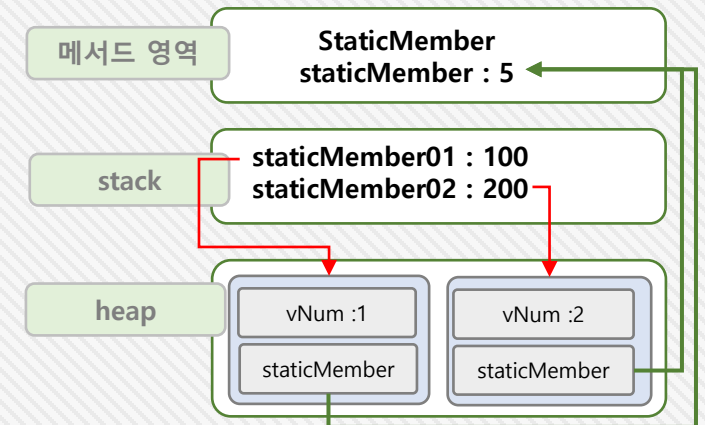 메서드 영역
StaticMember
staticMember : 5
stack
staticMember01 : 100
staticMember02 : 200
heap
vNum :1
staticMember
vNum :2
staticMember